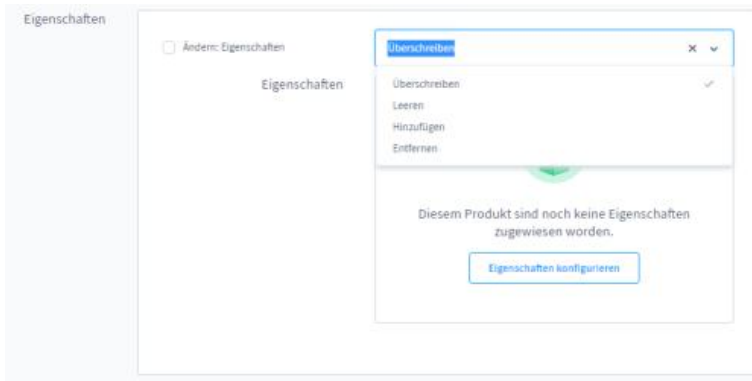 Eigenschaften
Ändern: Eigenschaften
Überschreiben
Eigenschaften
Überschreiben
Leeren
Hinzufügen
Entfernen
Diesem Produkt sind noch keine Eigenschaften
zugewiesen worden.
Eigenschaften konfigurieren